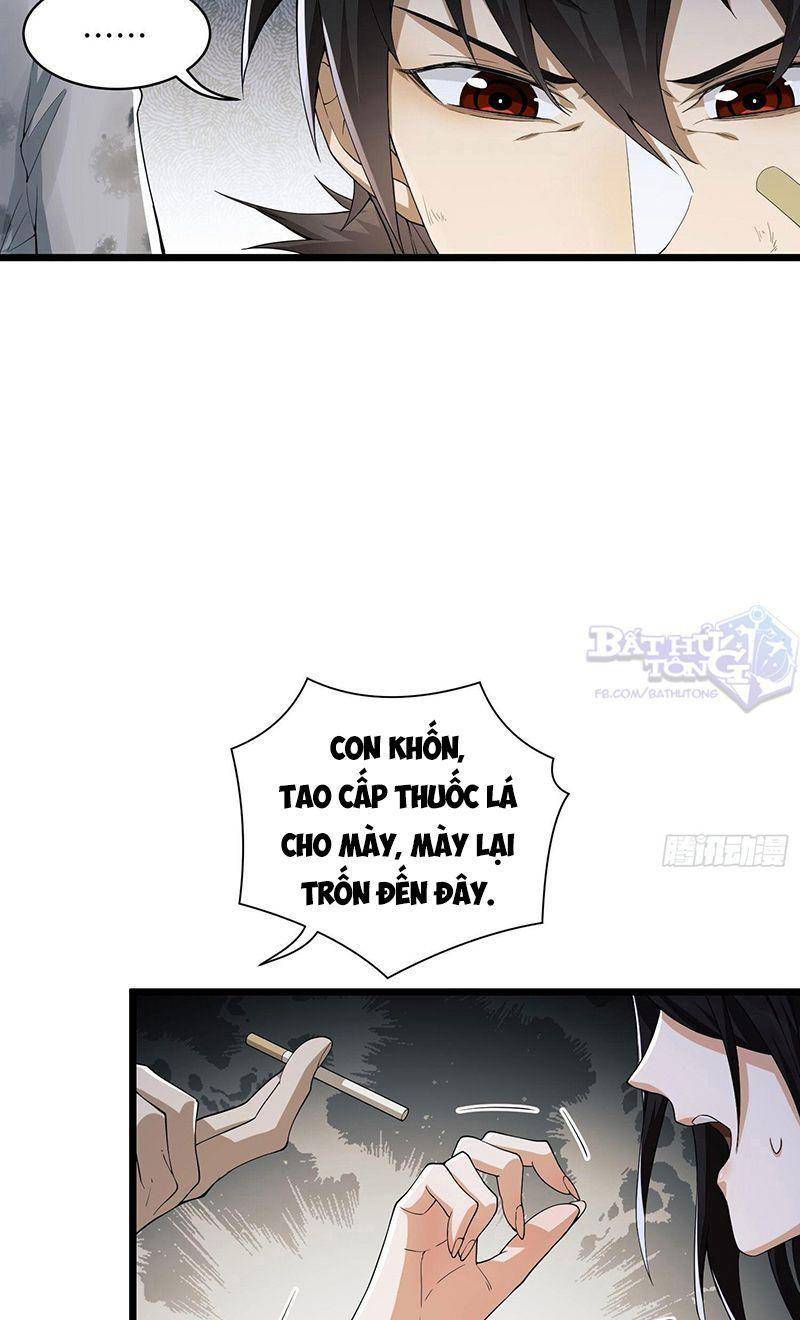 ......
BẤT HỦ
TÔNG
FB.COM/BATHUTONG
CON KHỐN,
TAO CẤP THUỐC LÁ
CHO MÀY, MÀY LẠI
TRỐN ĐẾN ĐÂY.
腾讯动漫